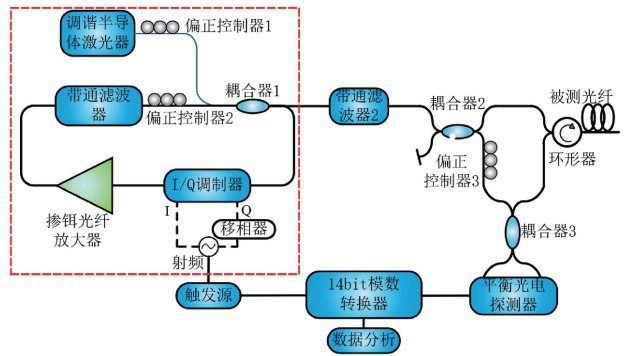 调谐半导
体激光器
偏正控制器1
带通滤波
器
偏正控制器2
耦合器1
带通滤
波器2
耦合器2
被测光纤
环形器
偏正
控制器3
掺铒光纤
放大器
I/Q调制器
I
Q
移相器
射频
耦合器3
触发源
14bit模数
转换器
平衡光电
探测器
数据分析